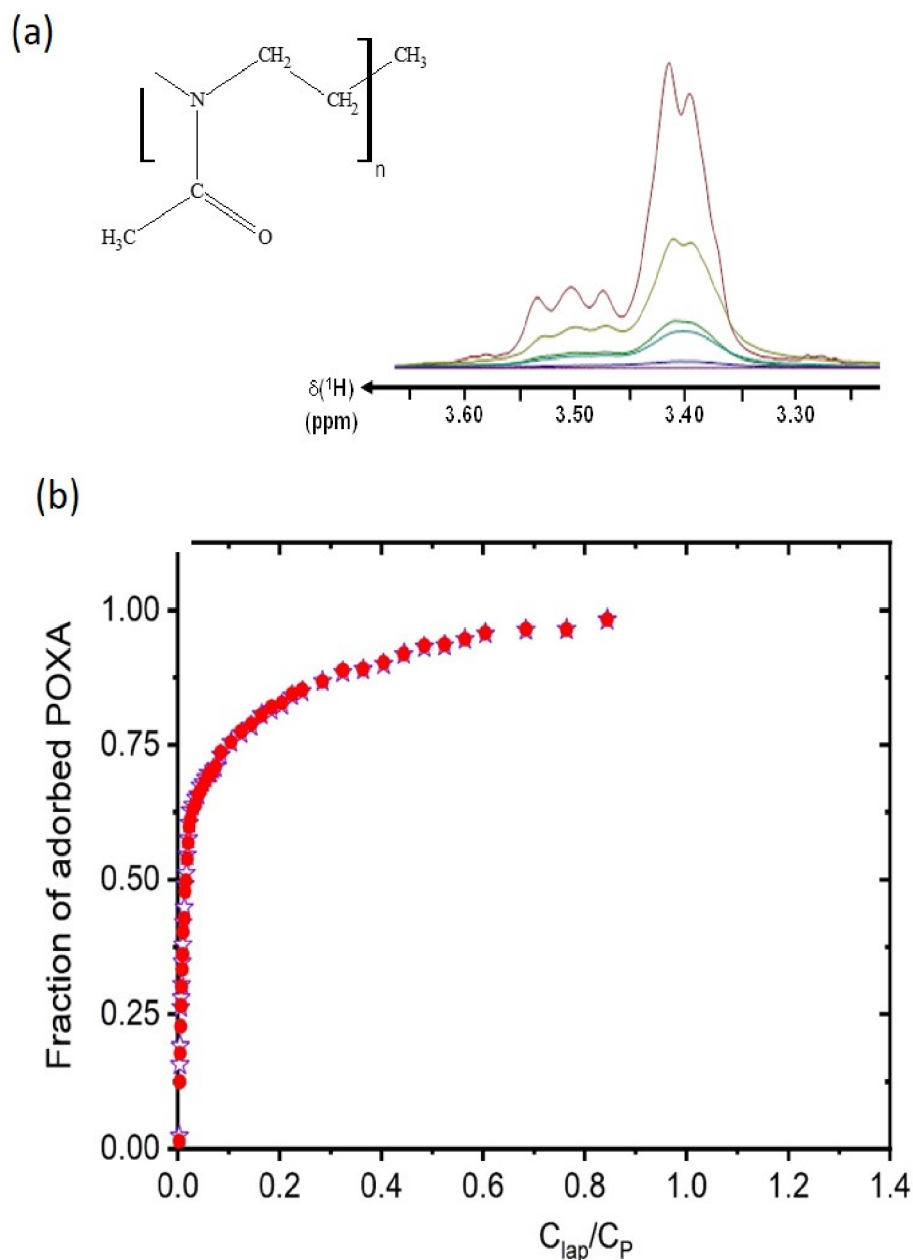 (a)
CH2
CH3
N
CH2
n
C
H3C
O
δ(1H)
(ppm)
3.60
3.50
3.40
3.30
(b)
0.0
0.2
0.4
0.6
0.8
1.0
1.2
1.4
1.00
0.75
0.50
0.25
0.00
Fraction of adsorbed POXA
Clap/CP